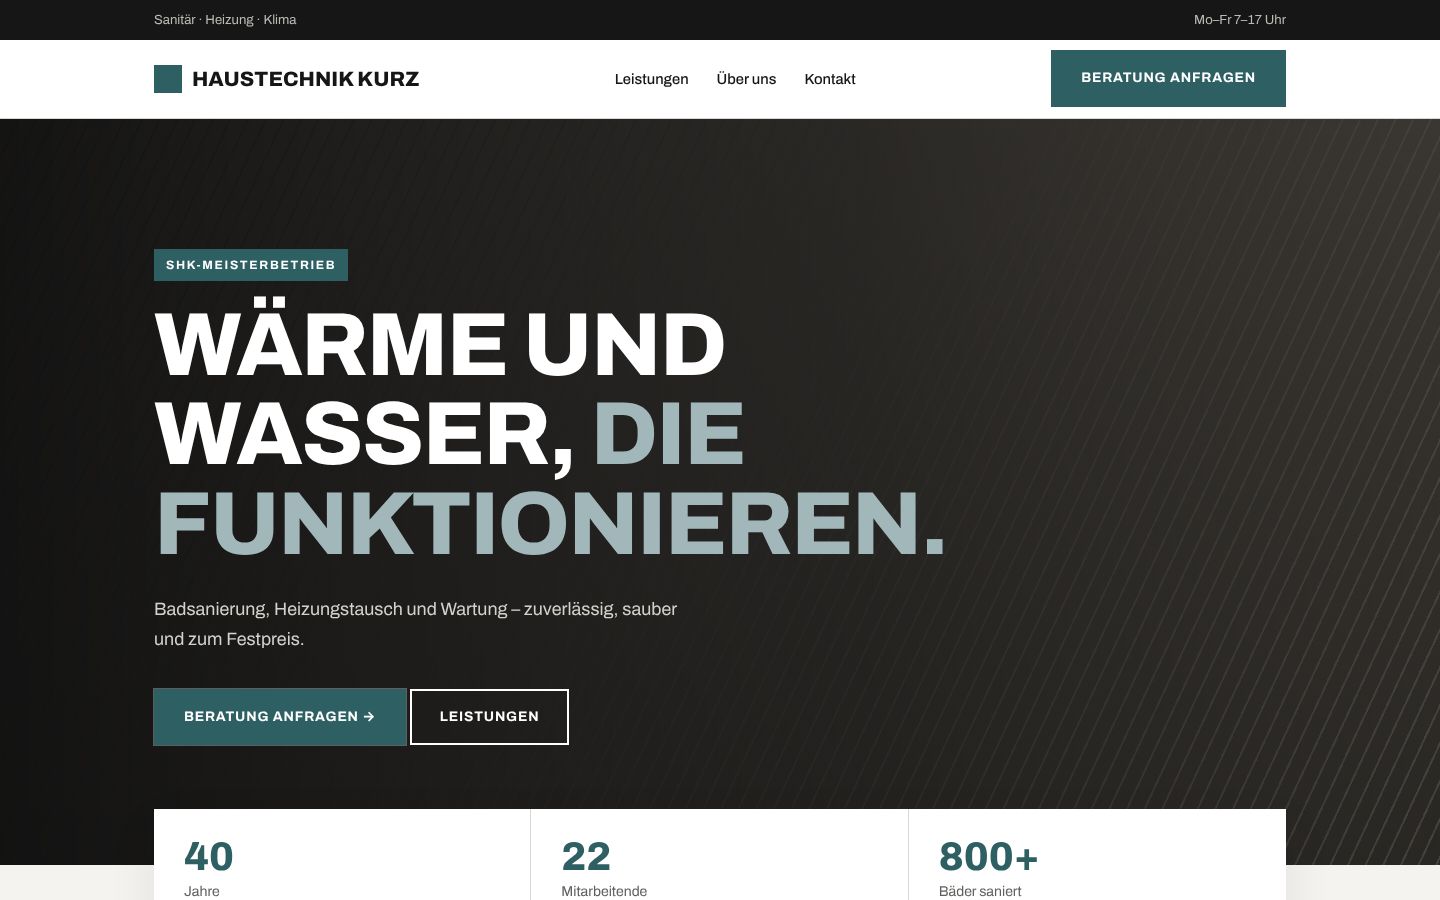 Sanitär · Heizung · Klima
Mo–Fr 7–17 Uhr
HAUSTECHNIK KURZ
Leistungen
Über uns
Kontakt
BERATUNG ANFRAGEN
SHK-MEISTERBETRIEB
WÄRME UND
WASSER, DIE
FUNKTIONIEREN.
Badsanierung, Heizungstausch und Wartung – zuverlässig, sauber
und zum Festpreis.
BERATUNG ANFRAGEN →
LEISTUNGEN
40
Jahre
22
Mitarbeitende
800+
Bäder saniert